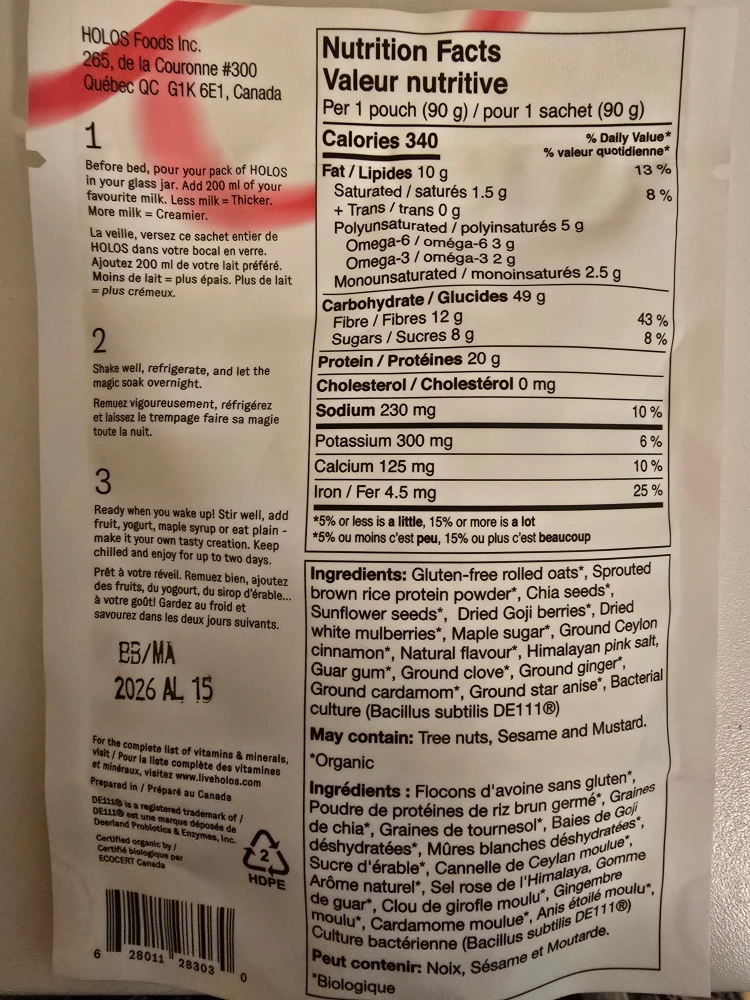 HOLOS Foods Inc.
265, de la Couronne #300
Québec QC G1K 6E1, Canada
1
Before bed, pour your pack of HOLOS
in your glass jar. Add 200 ml of your
favourite milk. Less milk = Thicker.
More milk = Creamier.
La veille, versez ce sachet entier de
HOLOS dans votre bocal en verre.
Ajoutez 200 ml de votre lait préféré.
Moins de lait = plus épais. Plus de lait
= plus crémeux.
2
Shake well, refrigerate, and let the
magic soak overnight.
Remuez vigoureusement, réfrigérez
et laissez le trempage faire sa magie
toute la nuit.
3
Ready when you wake up! Stir well, add
fruit, yogurt, maple syrup or eat plain -
make it your own tasty creation. Keep
chilled and enjoy for up to two days.
Prêt à votre réveil. Remuez bien, ajoutez
des fruits, du yogourt, du sirop d'érable...
à votre goût! Gardez au froid et
savourez dans les deux jours suivants.
BB/MA
2026 AL 15
For the complete list of vitamins & minerals,
visit / Pour la liste complète des vitamines
et minéraux, visitez www.liveholos.com
Prepared in / Préparé au Canada
DE111® is a registered trademark of /
DE111® est une marque déposée de
Deerland Probiotics & Enzymes, Inc.
Certified organic by /
Certifié biologique par
ECOCERT Canada
2
HDPE
6 28011 28303 0
Nutrition Facts
Valeur nutritive
Per 1 pouch (90 g) / pour 1 sachet (90 g)
Calories 340
% Daily Value*
% valeur quotidienne*
Fat / Lipides 10 g 13 %
Saturated / saturés 1.5 g 8 %
+ Trans / trans 0 g
Polyunsaturated / polyinsaturés 5 g
Omega-6 / oméga-6 3 g
Omega-3 / oméga-3 2 g
Monounsaturated / monoinsaturés 2.5 g
Carbohydrate / Glucides 49 g
Fibre / Fibres 12 g 43 %
Sugars / Sucres 8 g 8 %
Protein / Protéines 20 g
Cholesterol / Cholestérol 0 mg
Sodium 230 mg 10 %
Potassium 300 mg 6 %
Calcium 125 mg 10 %
Iron / Fer 4.5 mg 25 %
*5% or less is a little, 15% or more is a lot
*5% ou moins c'est peu, 15% ou plus c'est beaucoup
Ingredients: Gluten-free rolled oats*, Sprouted
brown rice protein powder*, Chia seeds*,
Sunflower seeds*, Dried Goji berries*, Dried
white mulberries*, Maple sugar*, Ground Ceylon
cinnamon*, Natural flavour*, Himalayan pink salt,
Guar gum*, Ground clove*, Ground ginger*,
Ground cardamom*, Ground star anise*, Bacterial
culture (Bacillus subtilis DE111®)
May contain: Tree nuts, Sesame and Mustard.
*Organic
Ingrédients : Flocons d'avoine sans gluten*,
Poudre de protéines de riz brun germé*, Graines
de chia*, Graines de tournesol*, Baies de Goji
déshydratées*, Mûres blanches déshydratées*,
Sucre d'érable*, Cannelle de Ceylan moulue*,
Arôme naturel*, Sel rose de l'Himalaya, Gomme
de guar*, Clou de girofle moulu*, Gingembre
moulu*, Cardamome moulue*, Anis étoilé moulu*,
Culture bactérienne (Bacillus subtilis DE111®)
Peut contenir: Noix, Sésame et Moutarde.
*Biologique